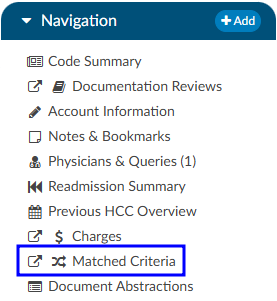 Navigation + Add
Code Summary
Documentation Reviews
Account Information
Notes & Bookmarks
Physicians & Queries (1)
Readmission Summary
Previous HCC Overview
$ Charges
Matched Criteria
Document Abstractions